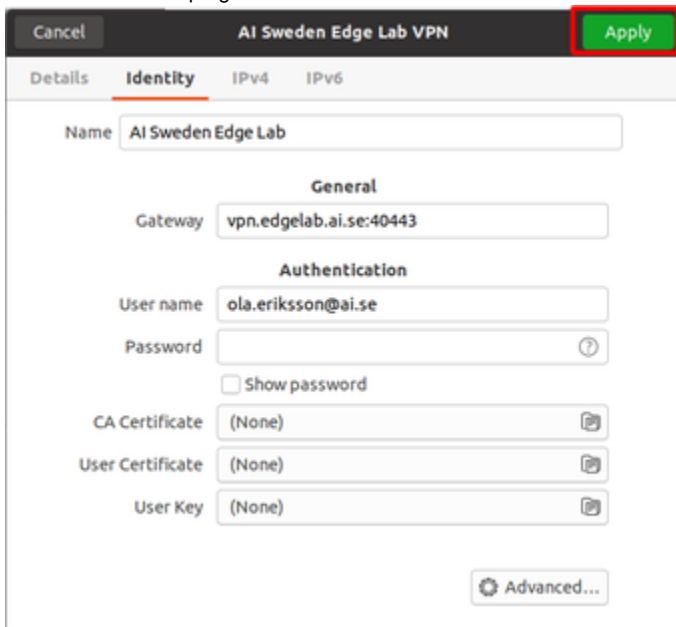 Cancel AI Sweden Edge Lab VPN Apply
Details Identity IPv4 IPv6
Name AI Sweden Edge Lab
General
Gateway vpn.edgelab.ai.se:40443
Authentication
User name ola.eriksson@ai.se
Password
Show password
CA Certificate (None)
User Certificate (None)
User Key (None)
Advanced...